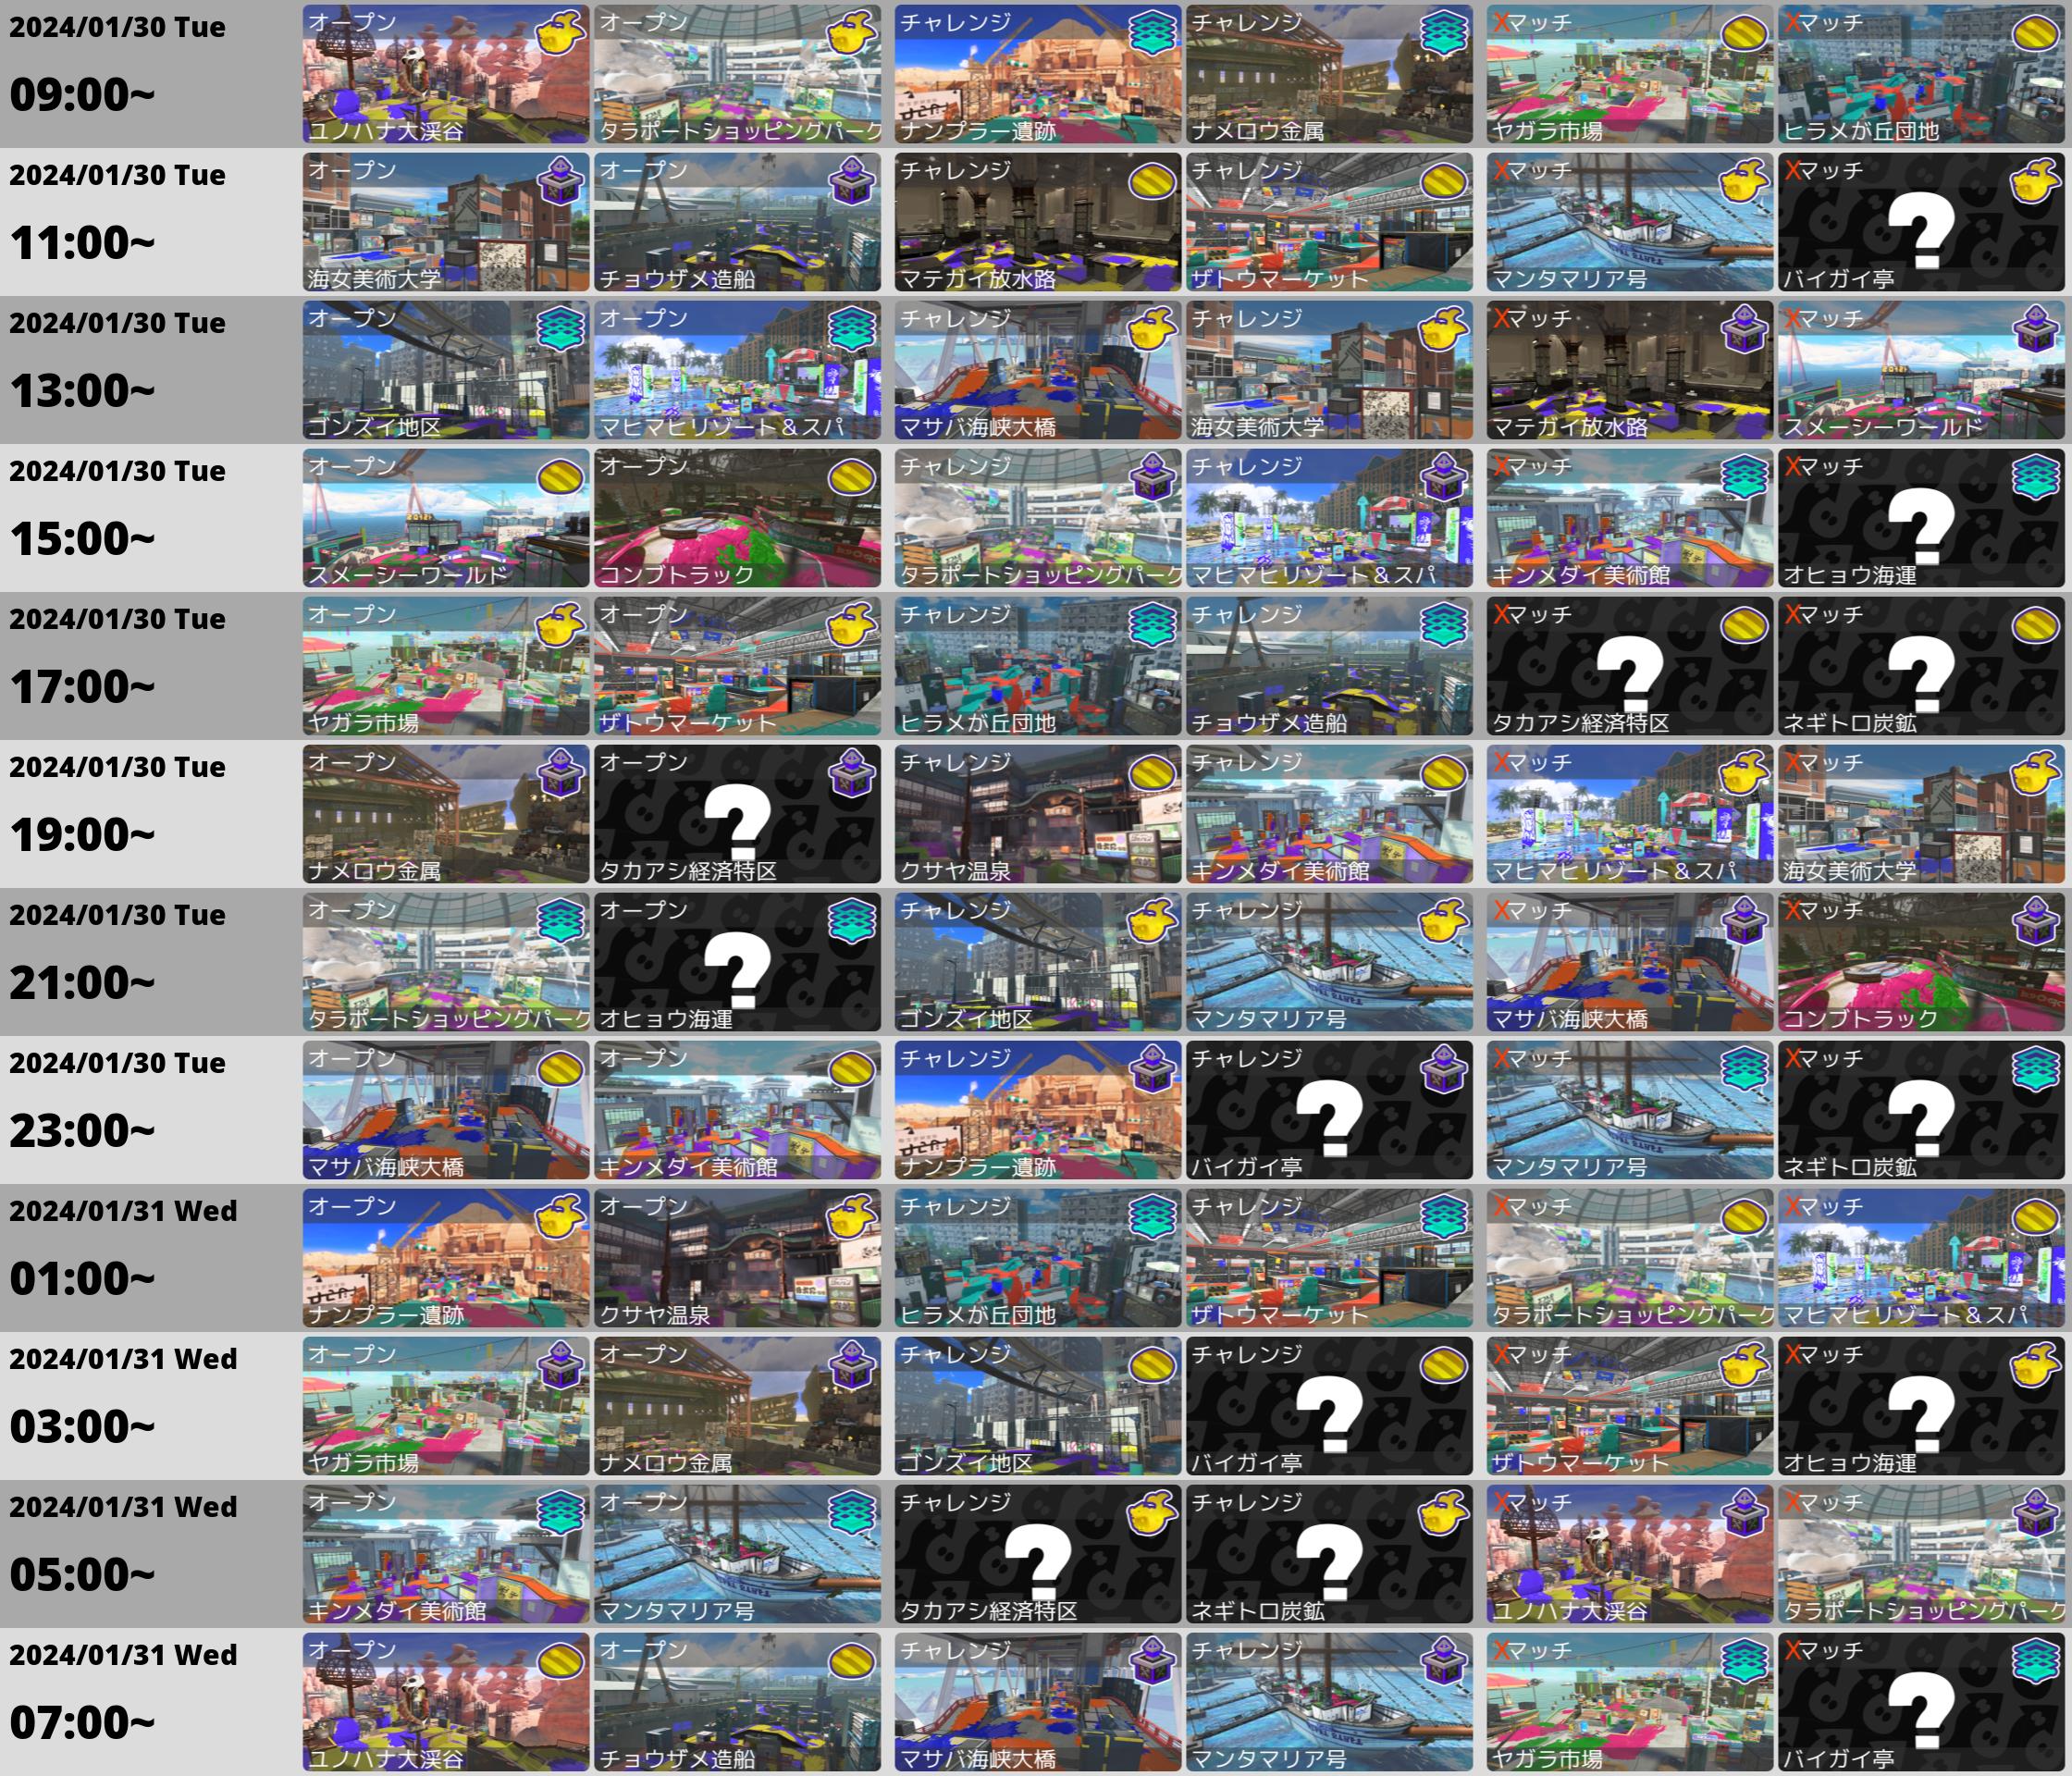 2024/01/30 Tue
09:00~
オープン
ユノハナ大渓谷
オープン
タラポートショッピングパーク
チャレンジ
ナンプラー遺跡
チャレンジ
ナメロウ金属
Xマッチ
ヤガラ市場
Xマッチ
ヒラメが丘団地
2024/01/30 Tue
11:00~
オープン
海女美術大学
オープン
チョウザメ造船
チャレンジ
マテガイ放水路
チャレンジ
ザトウマーケット
Xマッチ
マンタマリア号
Xマッチ
?
バイガイ亭
2024/01/30 Tue
13:00~
オープン
ゴンズイ地区
オープン
マヒマヒリゾート＆スパ
チャレンジ
マサバ海峡大橋
チャレンジ
海女美術大学
Xマッチ
マテガイ放水路
Xマッチ
スメーシーワールド
2024/01/30 Tue
15:00~
オープン
スメーシーワールド
オープン
コンブトラック
チャレンジ
タラポートショッピングパーク
チャレンジ
マヒマヒリゾート＆スパ
Xマッチ
キンメダイ美術館
Xマッチ
?
オヒョウ海運
2024/01/30 Tue
17:00~
オープン
ヤガラ市場
オープン
ザトウマーケット
チャレンジ
ヒラメが丘団地
チャレンジ
チョウザメ造船
Xマッチ
?
タカアシ経済特区
Xマッチ
?
ネギトロ炭鉱
2024/01/30 Tue
19:00~
オープン
ナメロウ金属
オープン
?
タカアシ経済特区
チャレンジ
クサヤ温泉
チャレンジ
キンメダイ美術館
Xマッチ
マヒマヒリゾート＆スパ
Xマッチ
海女美術大学
2024/01/30 Tue
21:00~
オープン
タラポートショッピングパーク
オープン
?
オヒョウ海運
チャレンジ
ゴンズイ地区
チャレンジ
マンタマリア号
Xマッチ
マサバ海峡大橋
Xマッチ
コンブトラック
2024/01/30 Tue
23:00~
オープン
マサバ海峡大橋
オープン
キンメダイ美術館
チャレンジ
ナンプラー遺跡
チャレンジ
?
バイガイ亭
Xマッチ
マンタマリア号
Xマッチ
?
ネギトロ炭鉱
2024/01/31 Wed
01:00~
オープン
ナンプラー遺跡
オープン
クサヤ温泉
チャレンジ
ヒラメが丘団地
チャレンジ
ザトウマーケット
Xマッチ
タラポートショッピングパーク
Xマッチ
マヒマヒリゾート＆スパ
2024/01/31 Wed
03:00~
オープン
ヤガラ市場
オープン
ナメロウ金属
チャレンジ
ゴンズイ地区
チャレンジ
?
バイガイ亭
Xマッチ
ザトウマーケット
Xマッチ
?
オヒョウ海運
2024/01/31 Wed
05:00~
オープン
キンメダイ美術館
オープン
マンタマリア号
チャレンジ
?
タカアシ経済特区
チャレンジ
?
ネギトロ炭鉱
Xマッチ
ユノハナ大渓谷
Xマッチ
タラポートショッピングパーク
2024/01/31 Wed
07:00~
オープン
ユノハナ大渓谷
オープン
チョウザメ造船
チャレンジ
マサバ海峡大橋
チャレンジ
マンタマリア号
Xマッチ
ヤガラ市場
Xマッチ
?
バイガイ亭